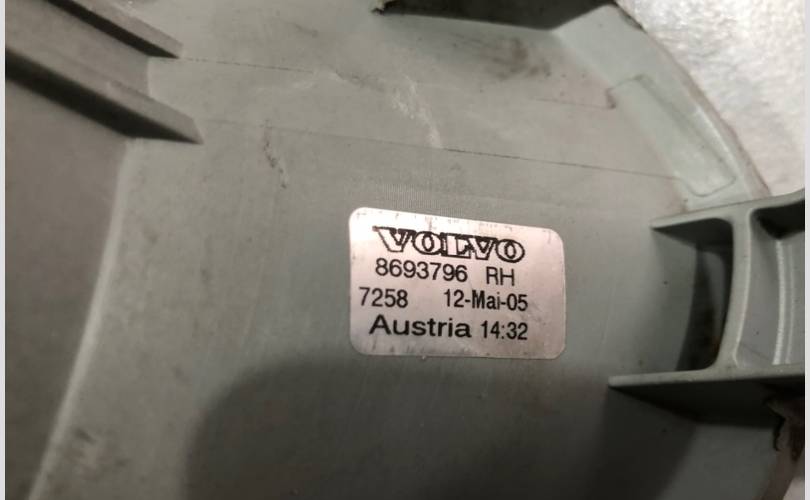 VOLVO
8693796 RH
7258 12-Mai-05
Austria 14:32